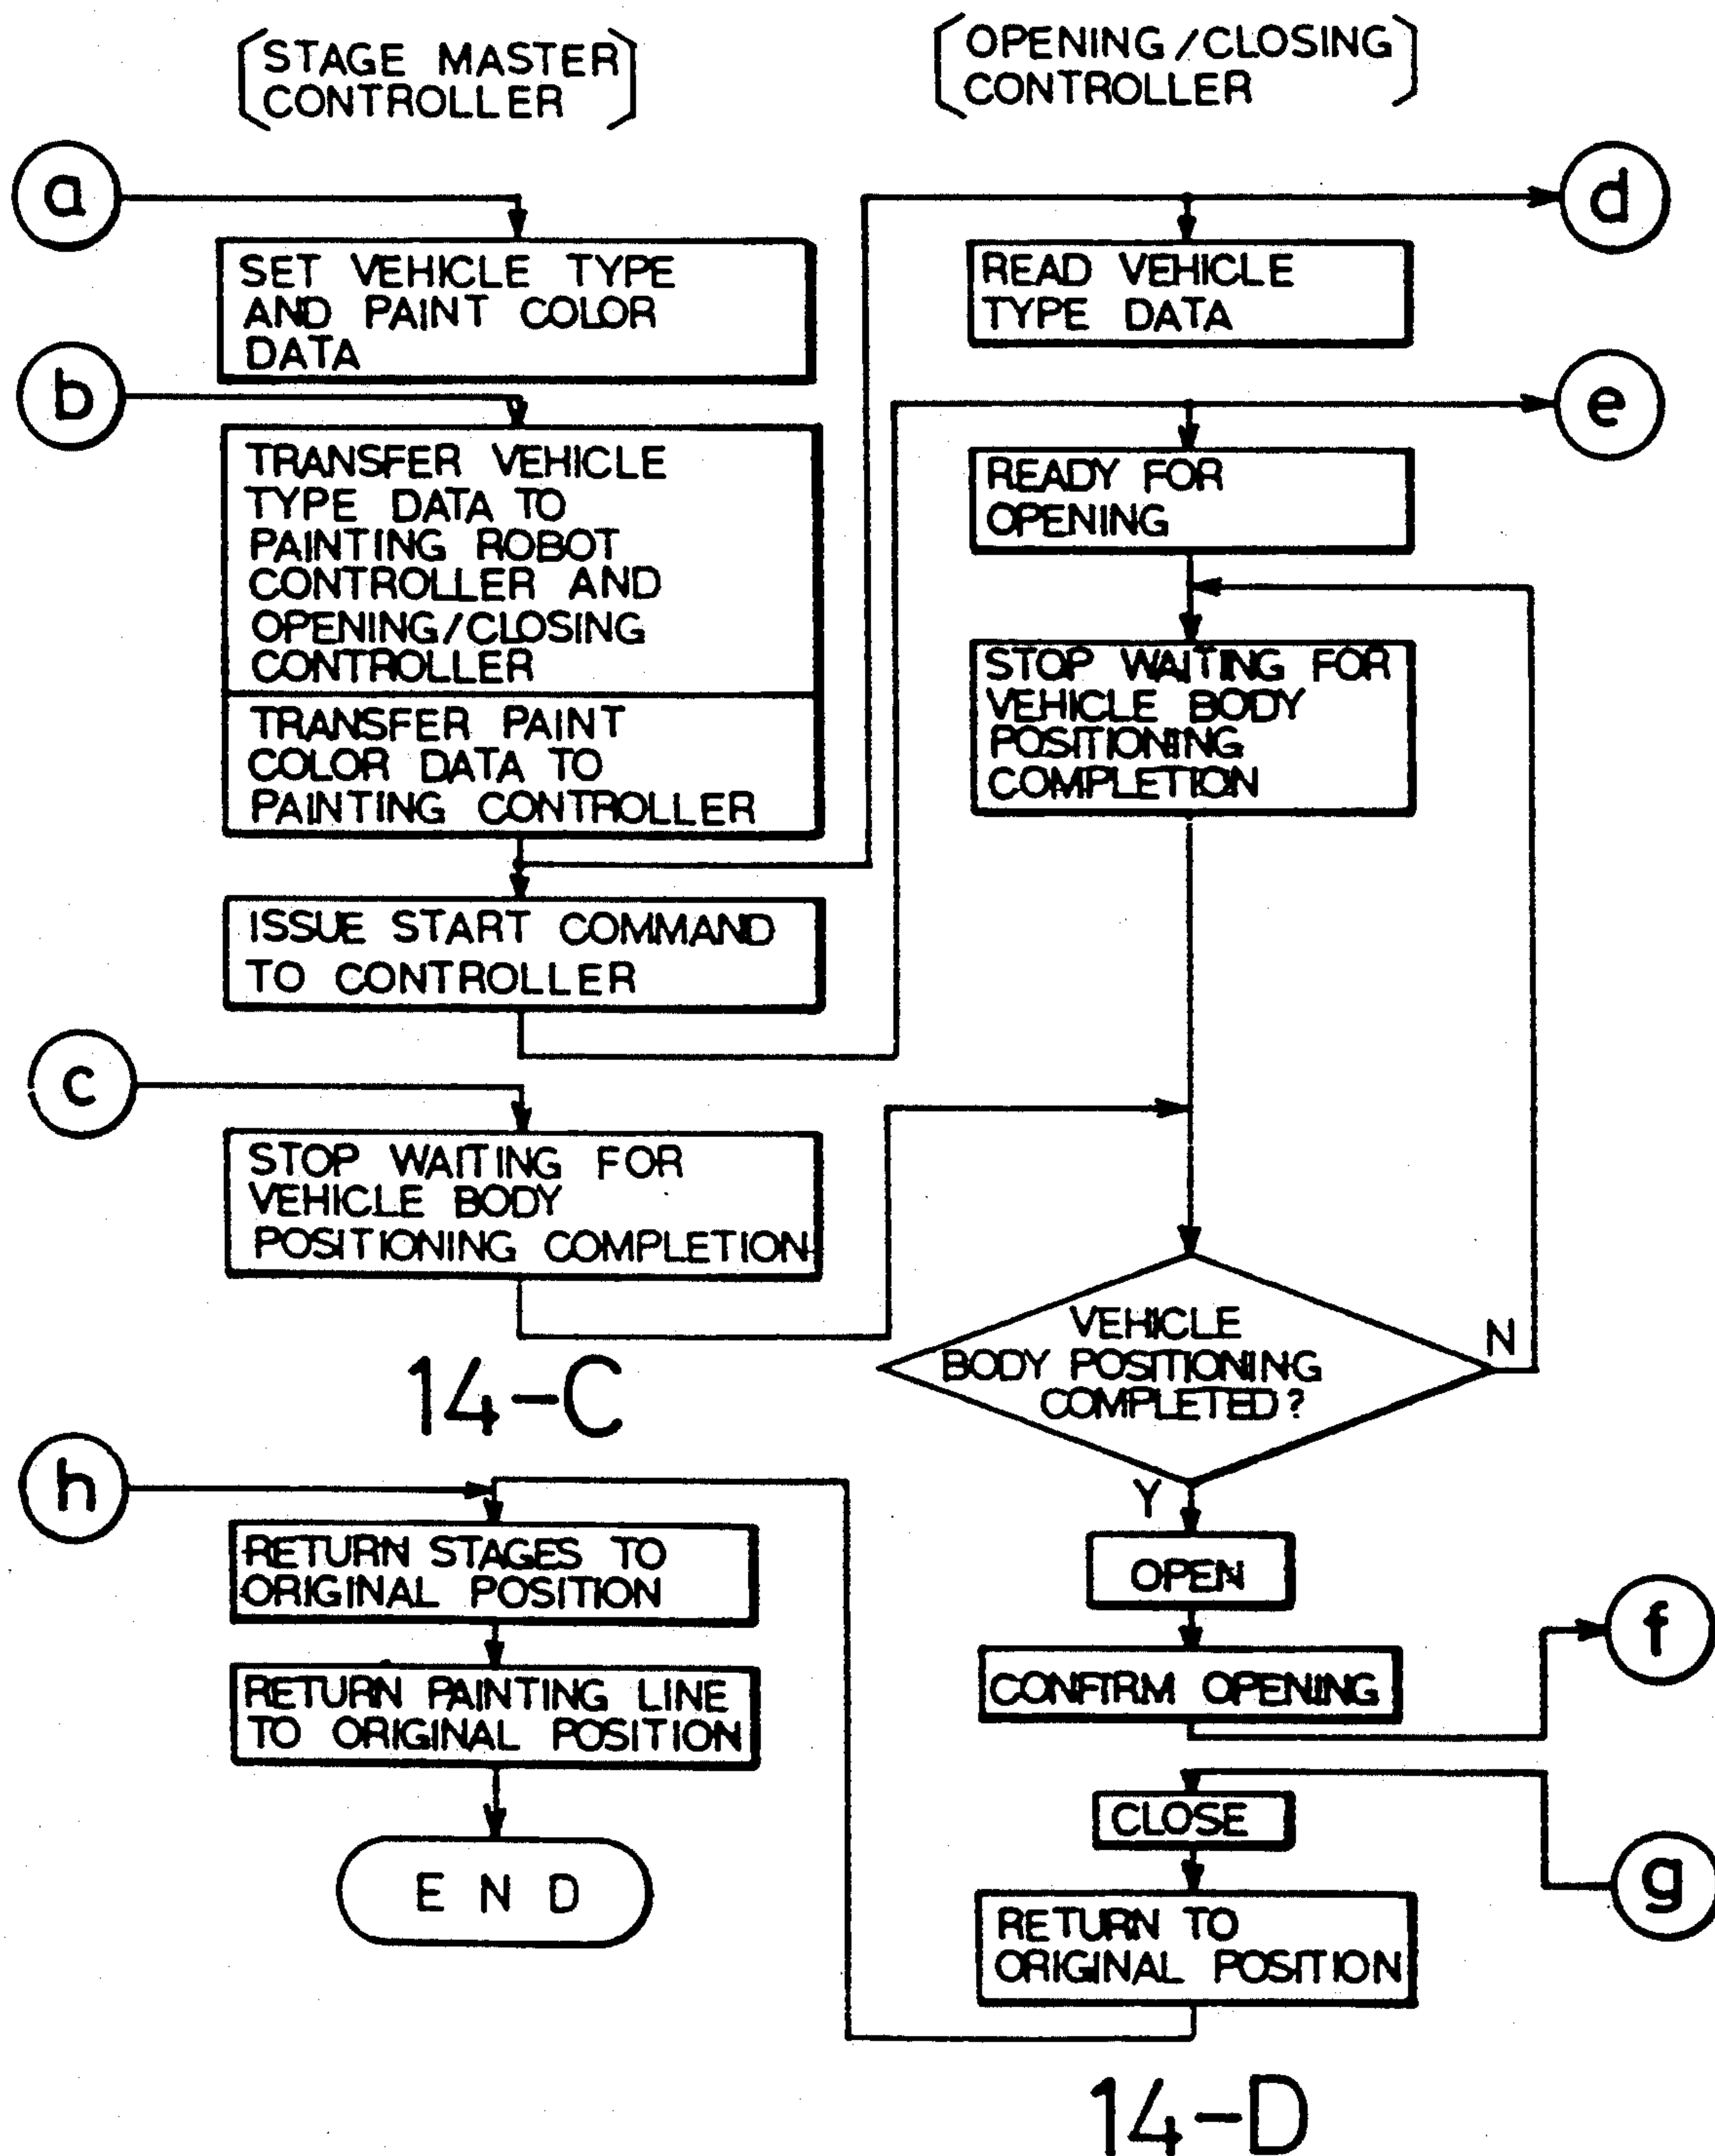 STAGE MASTER
CONTROLLER
OPENING/CLOSING
CONTROLLER
a
SET VEHICLE TYPE
AND PAINT COLOR
DATA
b
TRANSFER VEHICLE
TYPE DATA TO
PAINTING ROBOT
CONTROLLER AND
OPENING/CLOSING
CONTROLLER
TRANSFER PAINT
COLOR DATA TO
PAINTING CONTROLLER
ISSUE START COMMAND
TO CONTROLLER
c
STOP WAITING FOR
VEHICLE BODY
POSITIONING COMPLETION
14-C
h
RETURN STAGES TO
ORIGINAL POSITION
RETURN PAINTING LINE
TO ORIGINAL POSITION
END
d
READ VEHICLE
TYPE DATA
e
READY FOR
OPENING
STOP WAITING FOR
VEHICLE BODY
POSITIONING
COMPLETION
VEHICLE
BODY POSITIONING
COMPLETED?
N
Y
OPEN
CONFIRM OPENING
f
CLOSE
g
RETURN TO
ORIGINAL POSITION
14-D